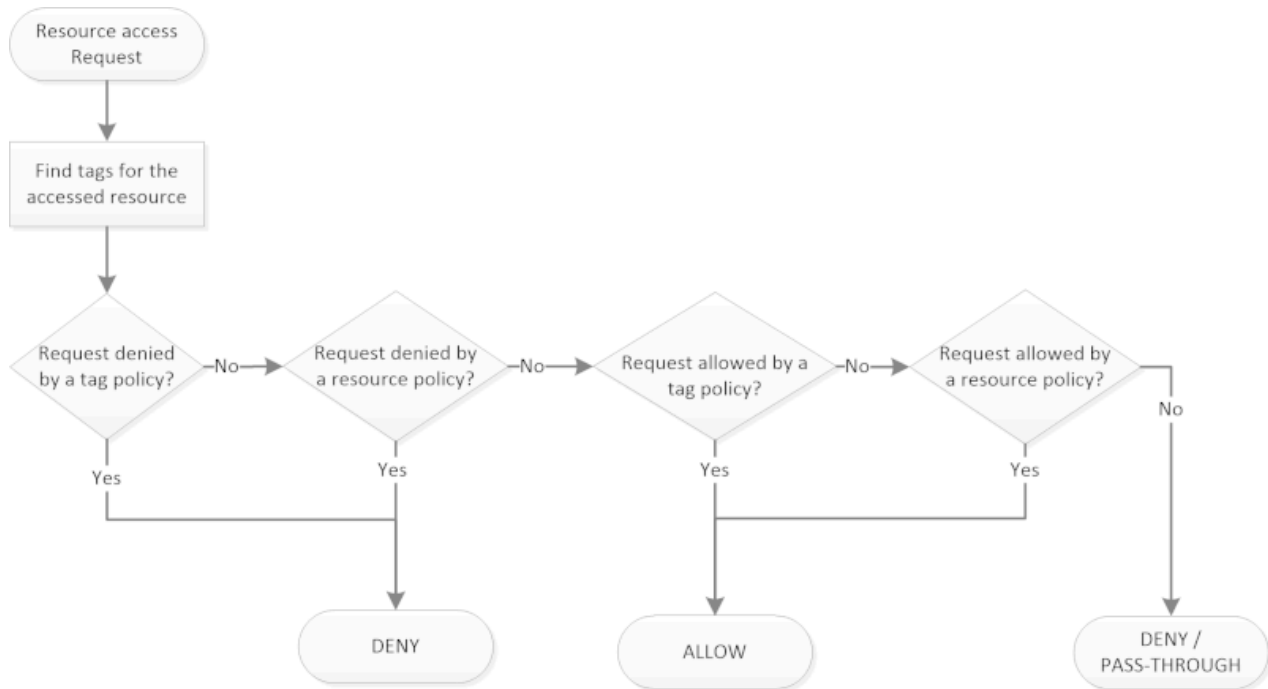 Resource access
Request
Find tags for the
accessed resource
Request denied
by a tag policy?
No
Request denied by
a resource policy?
No
Request allowed by a
tag policy?
No
Request allowed by
a resource policy?
No
Yes
Yes
Yes
Yes
DENY
ALLOW
DENY /
PASS-THROUGH